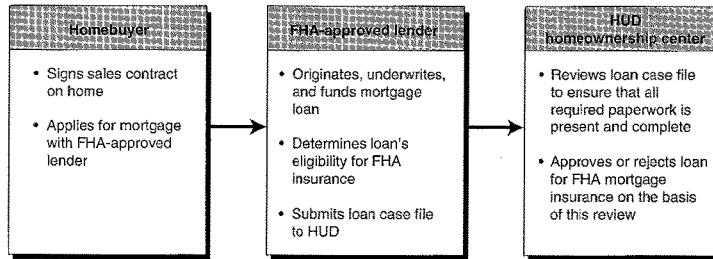 Homebuyer
• Signs sales contract
on home
• Applies for mortgage
with FHA-approved
lender
FHA-approved lender
• Originates, underwrites,
and funds mortgage
loan
• Determines loan's
eligibility for FHA
insurance
• Submits loan case file
to HUD
HUD
homeownership center
• Reviews loan case file
to ensure that all
required paperwork is
present and complete
• Approves or rejects loan
for FHA mortgage
insurance on the basis
of this review